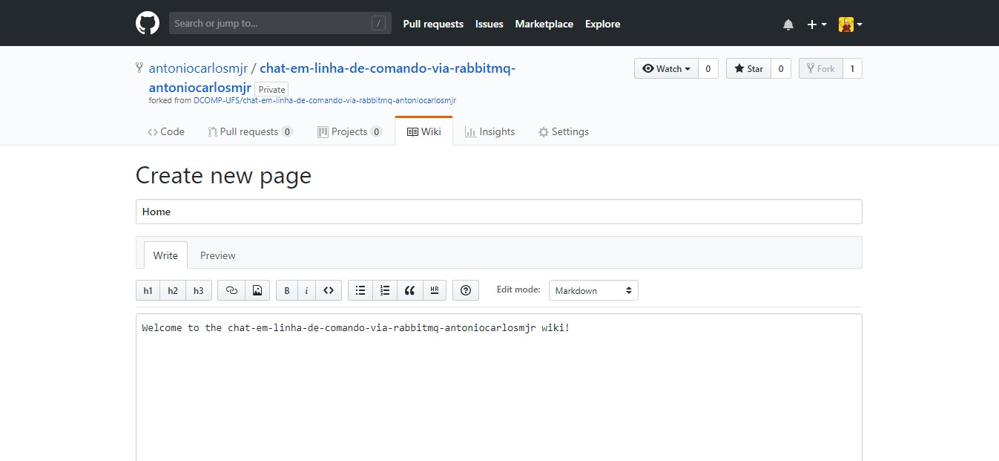 Search or jump to... /
Pull requests Issues Marketplace Explore
antoniocarlosmjr / chat-em-linha-de-comando-via-rabbitmq-
antoniocarlosmjr Private
forked from DCOMP-UFS/chat-em-linha-de-comando-via-rabbitmq-antoniocarlosmjr
Watch 0 Star 0 Fork 1
Code Pull requests 0 Projects 0 Wiki Insights Settings
Create new page
Home
Write Preview
h1 h2 h3 B i HR Edit mode: Markdown
Welcome to the chat-em-linha-de-comando-via-rabbitmq-antoniocarlosmjr wiki!